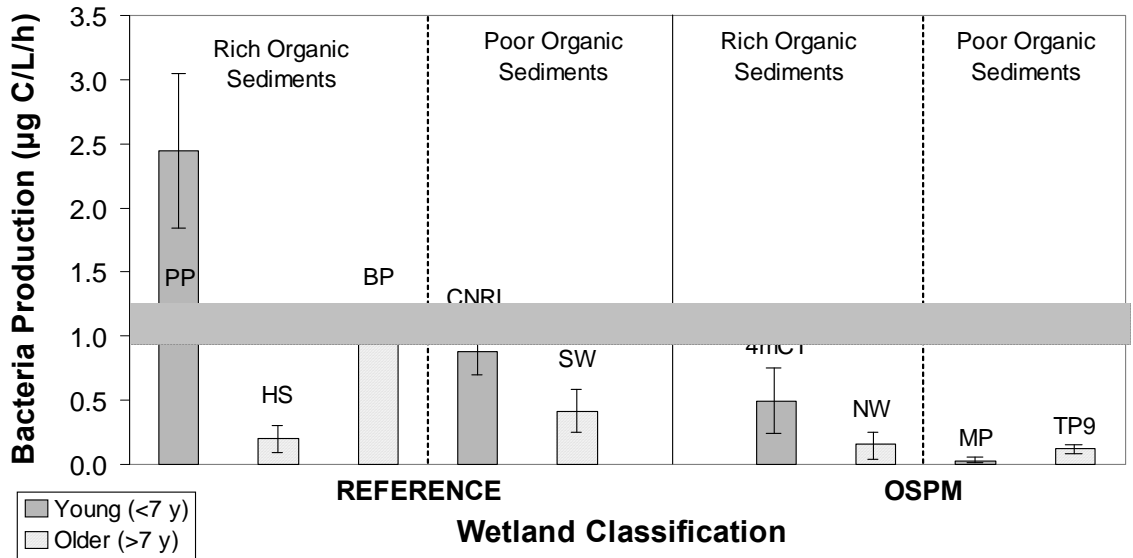 Bacteria Production (µg C/L/h)
3.5
3.0
2.5
2.0
1.5
1.0
0.5
0.0
Rich Organic
Sediments
Poor Organic
Sediments
Rich Organic
Sediments
Poor Organic
Sediments
PP
HS
BP
SW
NW
MP
TP9
REFERENCE
OSPM
Wetland Classification
Young (<7 y)
Older (>7 y)